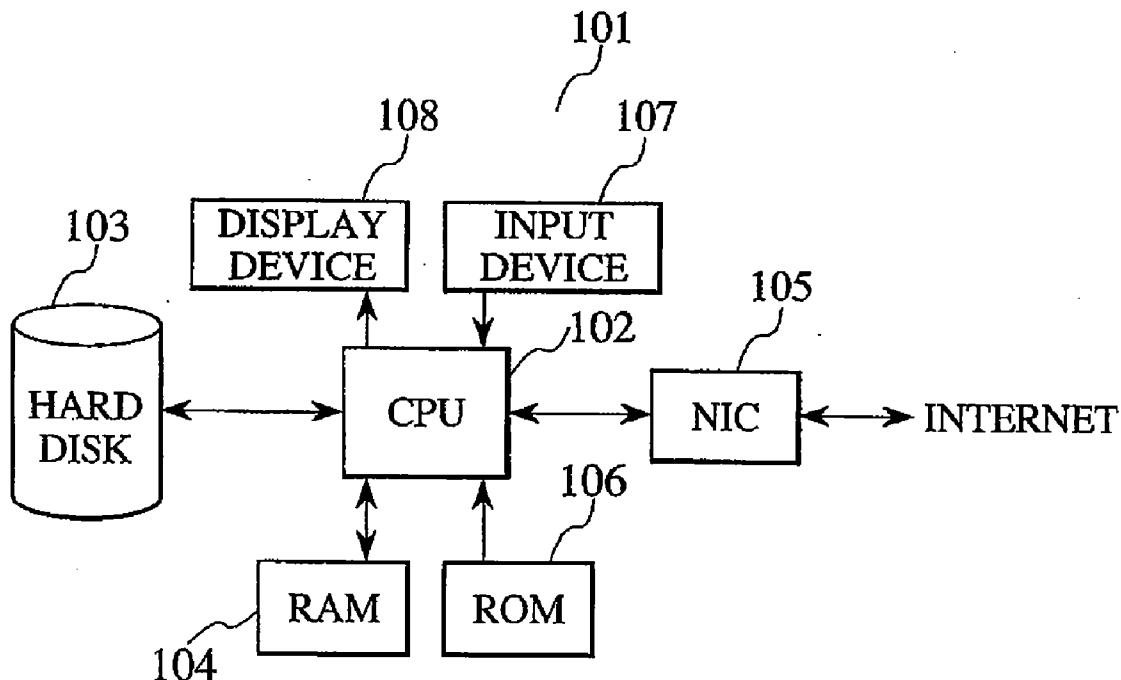 101
108
107
DISPLAY
DEVICE
INPUT
DEVICE
103
105
102
HARD
DISK
CPU
NIC
INTERNET
106
RAM
ROM
104